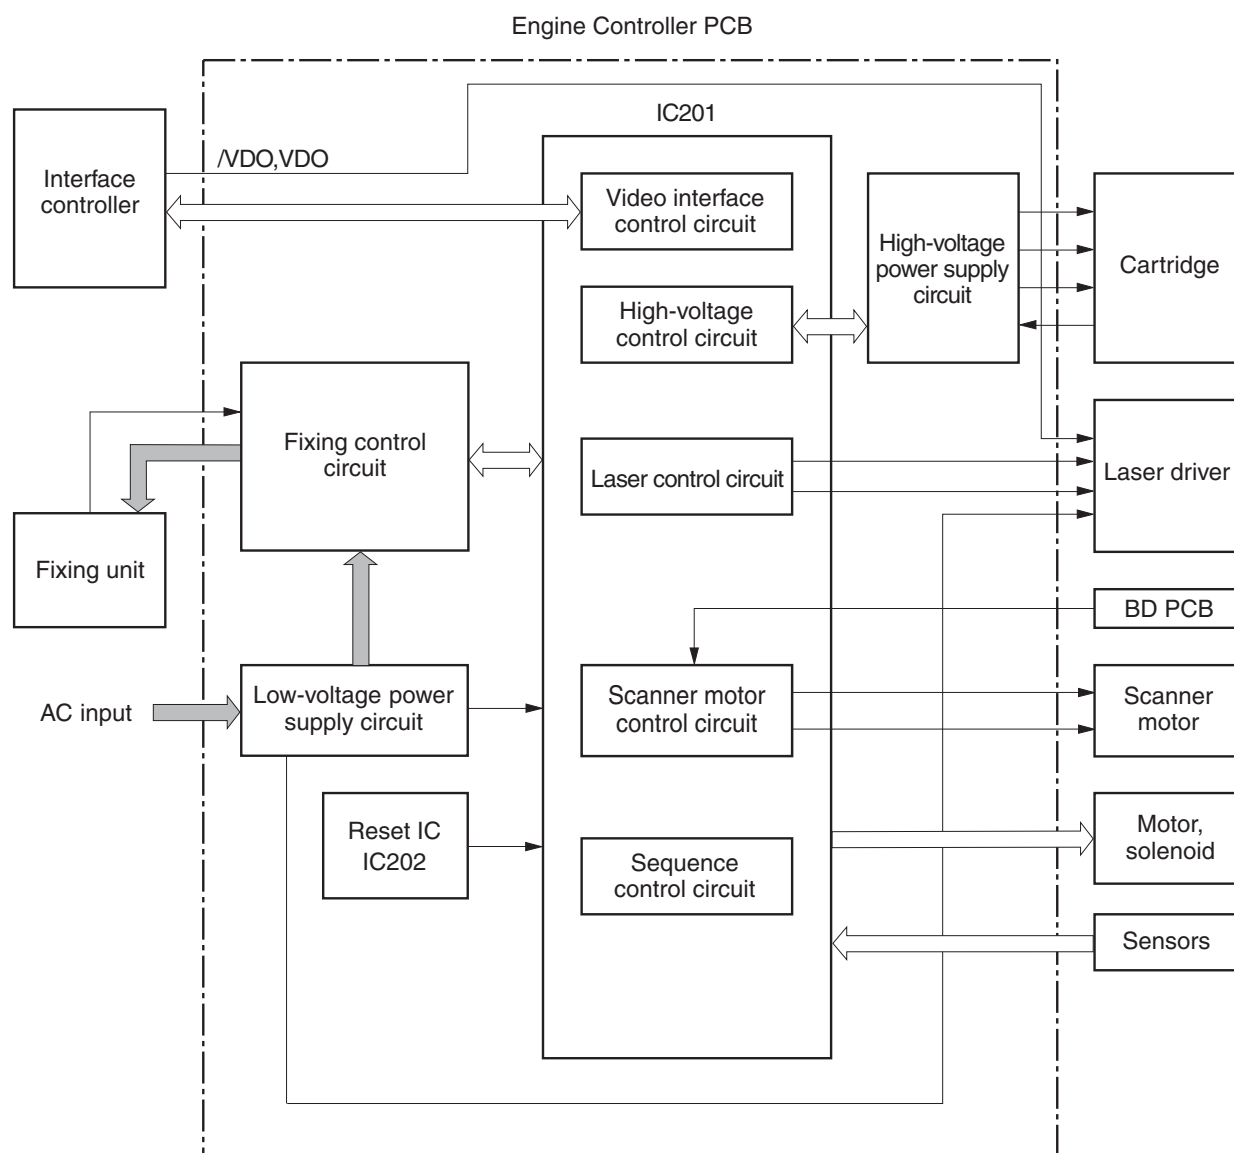 Engine Controller PCB
IC201
/VDO,VDO
Interface
controller
Video interface
control circuit
High-voltage
power supply
circuit
Cartridge
High-voltage
control circuit
Fixing control
circuit
Laser control circuit
Laser driver
Fixing unit
BD PCB
AC input
Low-voltage power
supply circuit
Scanner motor
control circuit
Scanner
motor
Reset IC
IC202
Sequence
control circuit
Motor,
solenoid
Sensors